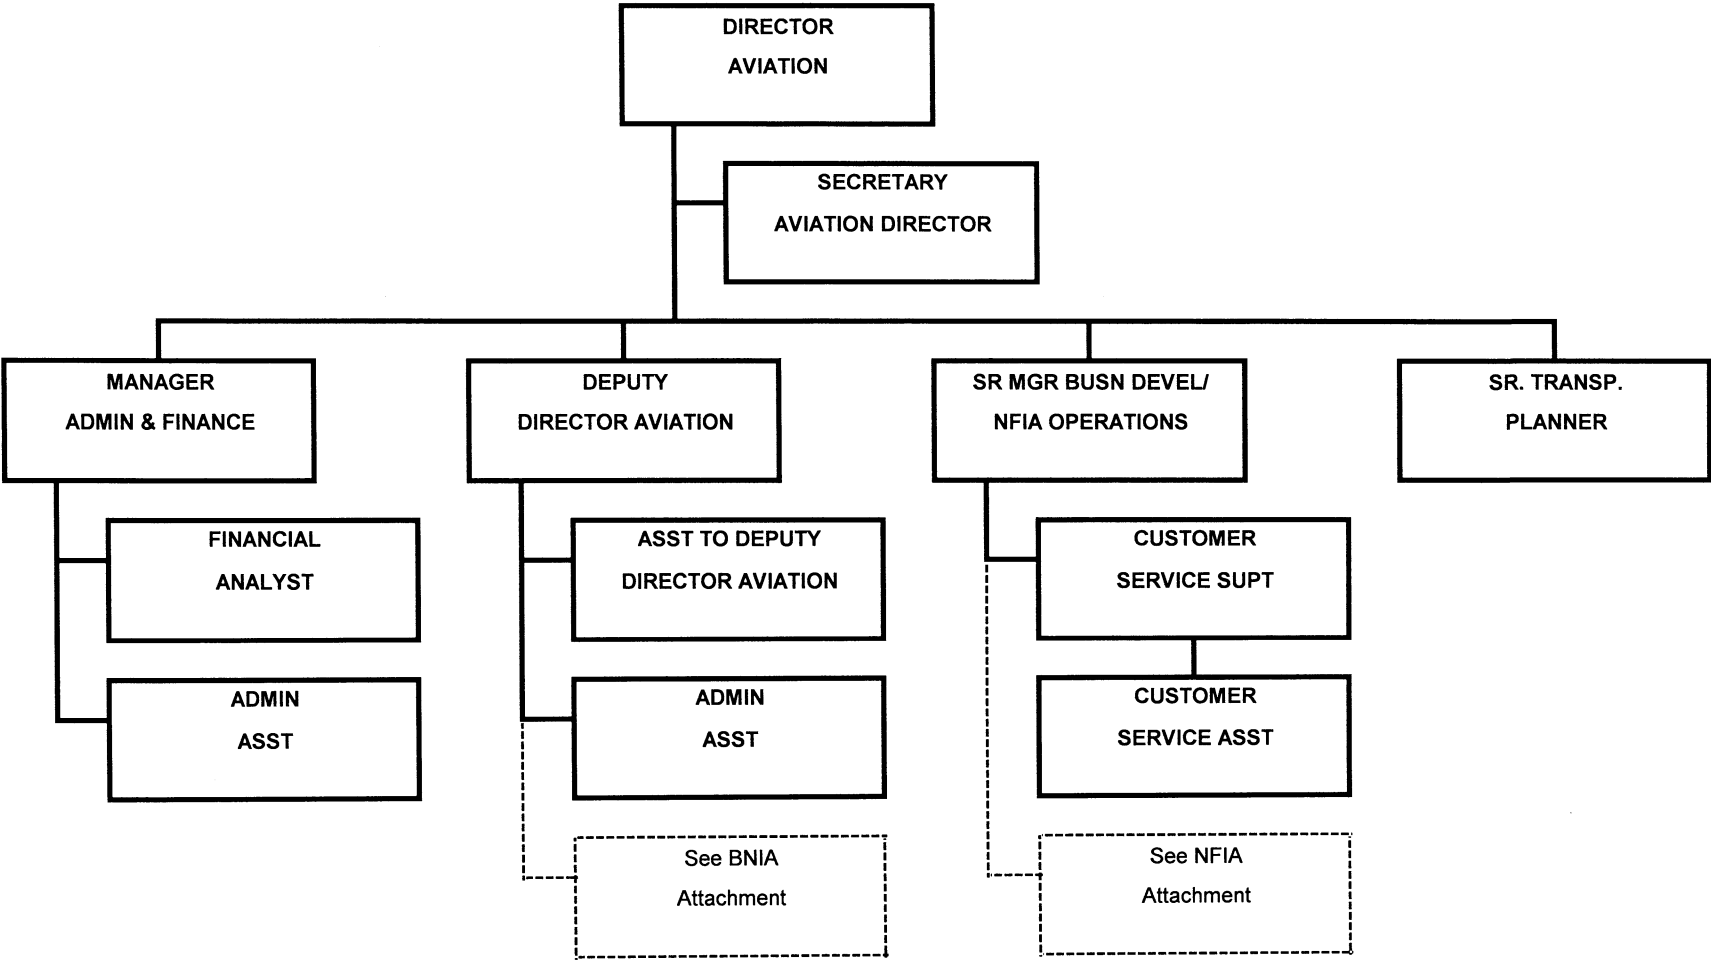 DIRECTOR
AVIATION
SECRETARY
AVIATION DIRECTOR
MANAGER
ADMIN & FINANCE
DEPUTY
DIRECTOR AVIATION
SR MGR BUSN DEVEL/
NFIA OPERATIONS
SR. TRANSP.
PLANNER
FINANCIAL
ANALYST
ASST TO DEPUTY
DIRECTOR AVIATION
CUSTOMER
SERVICE SUPT
ADMIN
ASST
ADMIN
ASST
CUSTOMER
SERVICE ASST
See BNIA
Attachment
See NFIA
Attachment